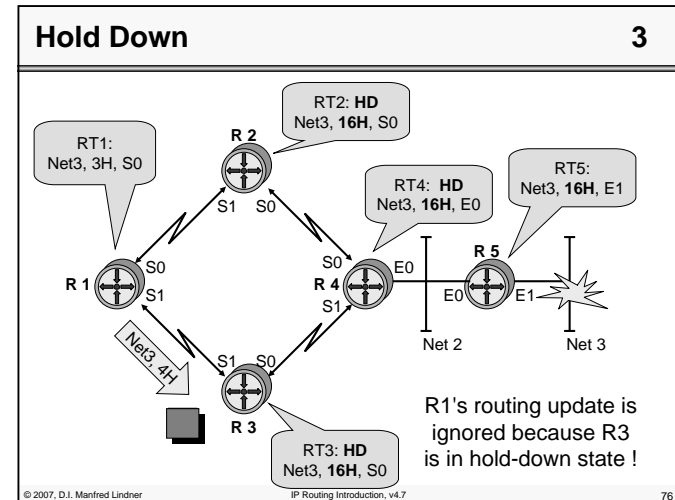 Hold Down 3
RT2: HD
Net3, 16H, S0
RT1:
Net3, 3H, S0
R 2
RT4: HD
Net3, 16H, E0
RT5:
Net3, 16H, E1
S1 S0
R 5
S0 S0 E0
R 1 R 4
S1 S1 E0 E1
Net 2 Net 3
Net3, 4H
S1 S0
R 3
R1's routing update is
ignored because R3
is in hold-down state !
RT3: HD
Net3, 16H, S0
© 2007, D.I. Manfred Lindner IP Routing Introduction, v4.7 76